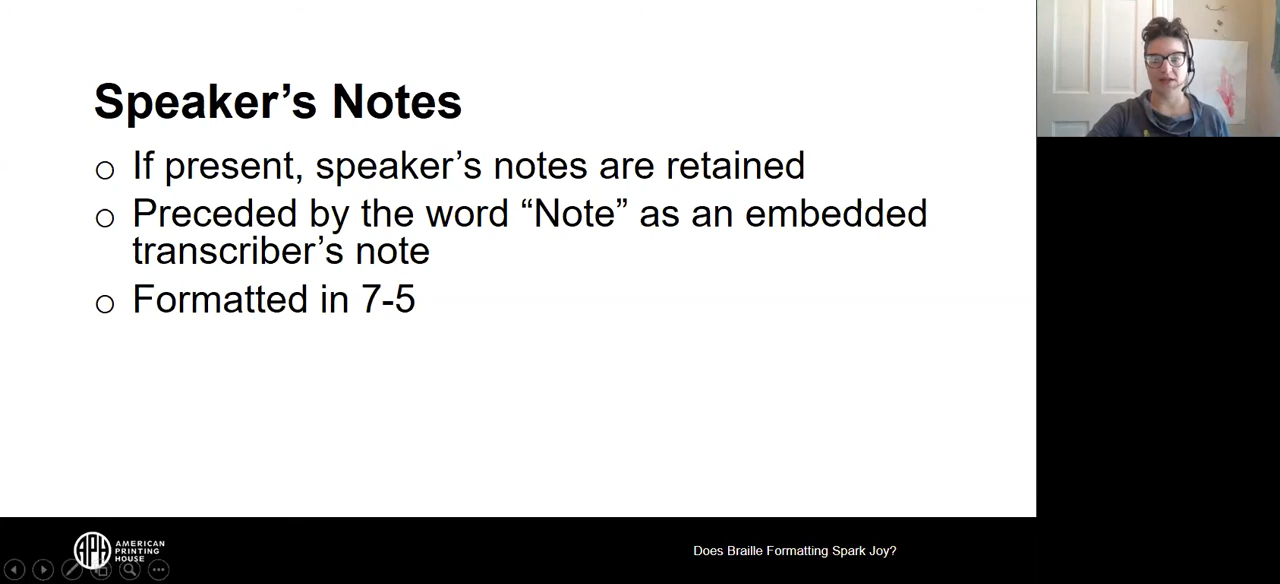 Speaker’s Notes
○ If present, speaker’s notes are retained
○ Preceded by the word “Note” as an embedded
transcriber’s note
○ Formatted in 7-5
APH
AMERICAN
PRINTING
HOUSE
Does Braille Formatting Spark Joy?